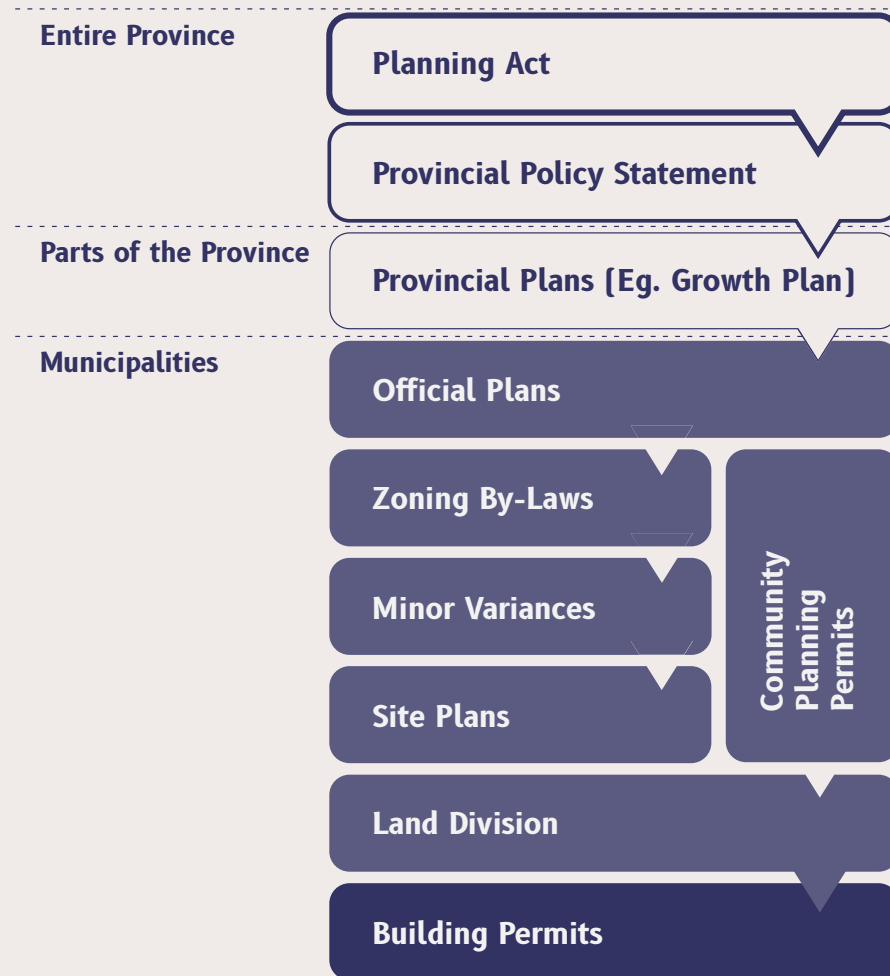 Entire Province
Planning Act
Provincial Policy Statement
Parts of the Province
Provincial Plans (Eg. Growth Plan)
Municipalities
Official Plans
Zoning By-Laws
Minor Variances
Site Plans
Community
Planning
Permits
Land Division
Building Permits